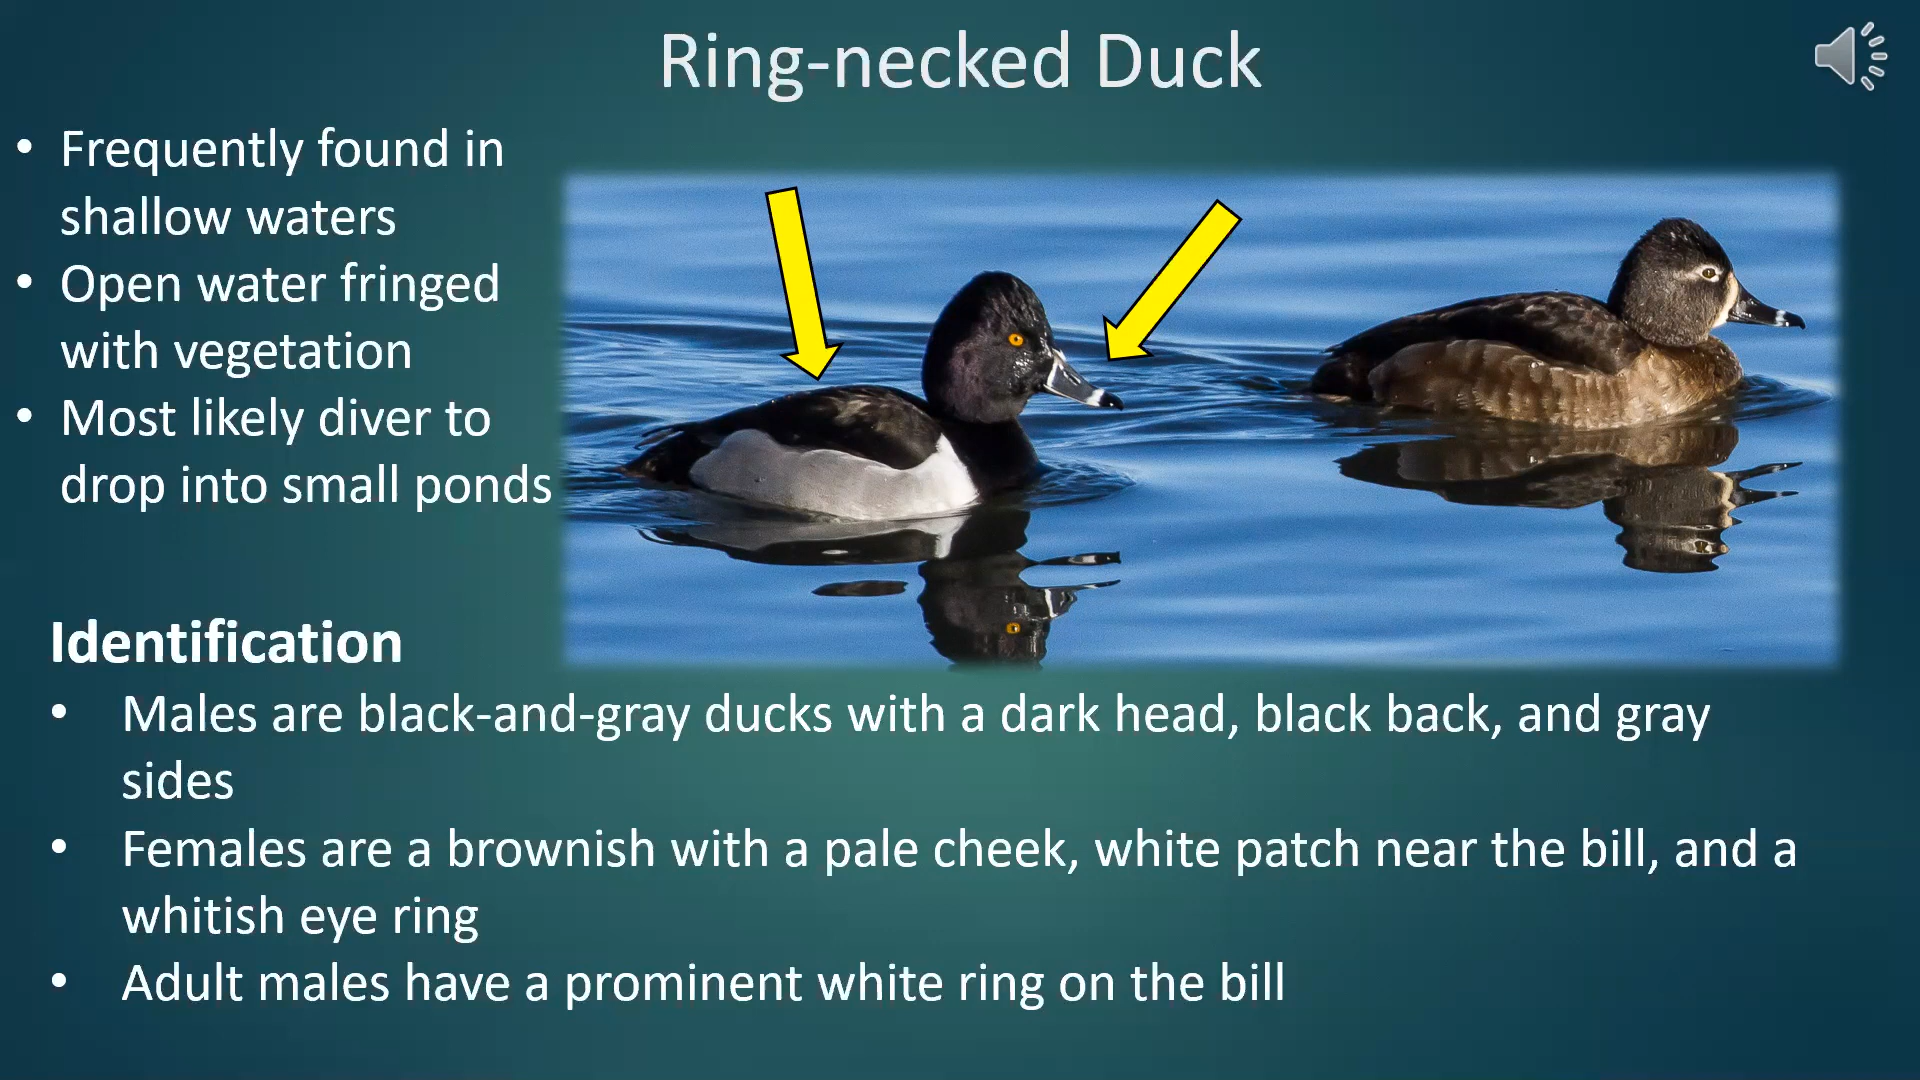 Ring-necked Duck
• Frequently found in
shallow waters
• Open water fringed
with vegetation
• Most likely diver to
drop into small ponds
Identification
• Males are black-and-gray ducks with a dark head, black back, and gray
sides
• Females are a brownish with a pale cheek, white patch near the bill, and a
whitish eye ring
• Adult males have a prominent white ring on the bill